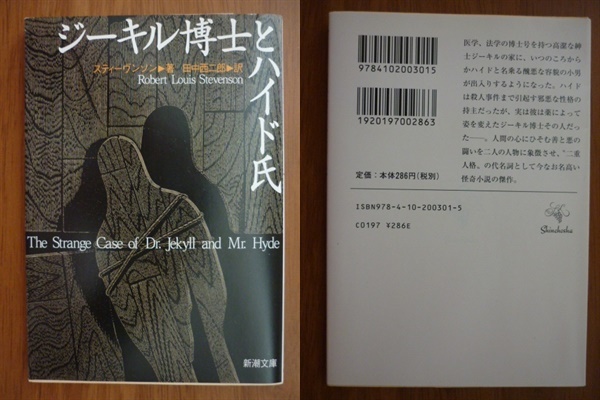 ジーキル博士とハイド氏
スティーヴンソン▶著 田中西二郎▶訳
Robert Louis Stevenson
The Strange Case of Dr. Jekyll and Mr. Hyde
新潮文庫
9784102003015
1920197002863
定価:本体286円(税別)
ISBN978-4-10-200301-5
C0197 ¥286E
医学、法学の博士号を持つ高潔な紳
士ジーキルの家に、いつのころから
かハイドと名乗る醜悪な容貌の小男
が出入りするようになった。ハイド
は殺人事件まで引起す邪悪な性格の
持主だったが、実は彼は薬によって
姿を変えたジーキル博士その人だっ
た――。人間の心にひそむ善と悪の
闘いを二人の人物に象徴させ、“二重
人格〟の代名詞として今なお名高い
怪奇小説の傑作。
Shinchosha